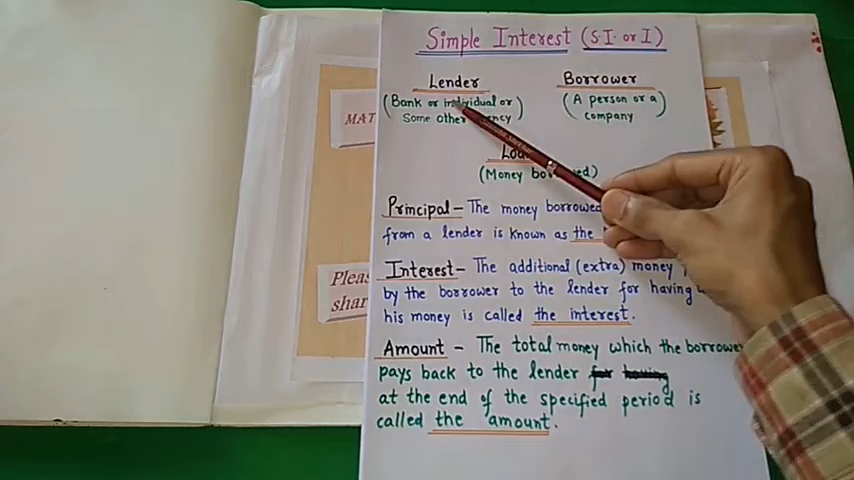 Simple Interest (S.I. or I)
Lender Borrower
(Bank or individual or (A person or a
Some other company)
(Money
Principal - The money borrowed
from a lender is known as the
Interest - The additional (extra) money
by the borrower to the lender for having
his money is called the interest.
Amount - The total money which the borrower
pays back to the lender
at the end of the specified period is
called the amount.
MAT
Please
shar